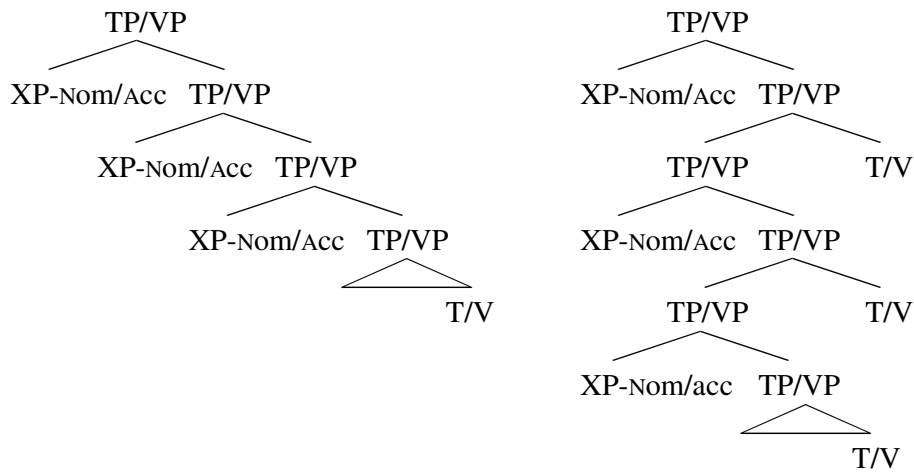 TP/VP TP/VP
XP-Nom/Acc TP/VP XP-Nom/Acc TP/VP
XP-Nom/Acc TP/VP TP/VP T/V
XP-Nom/Acc TP/VP XP-Nom/Acc TP/VP
T/V TP/VP T/V
XP-Nom/acc TP/VP
T/V